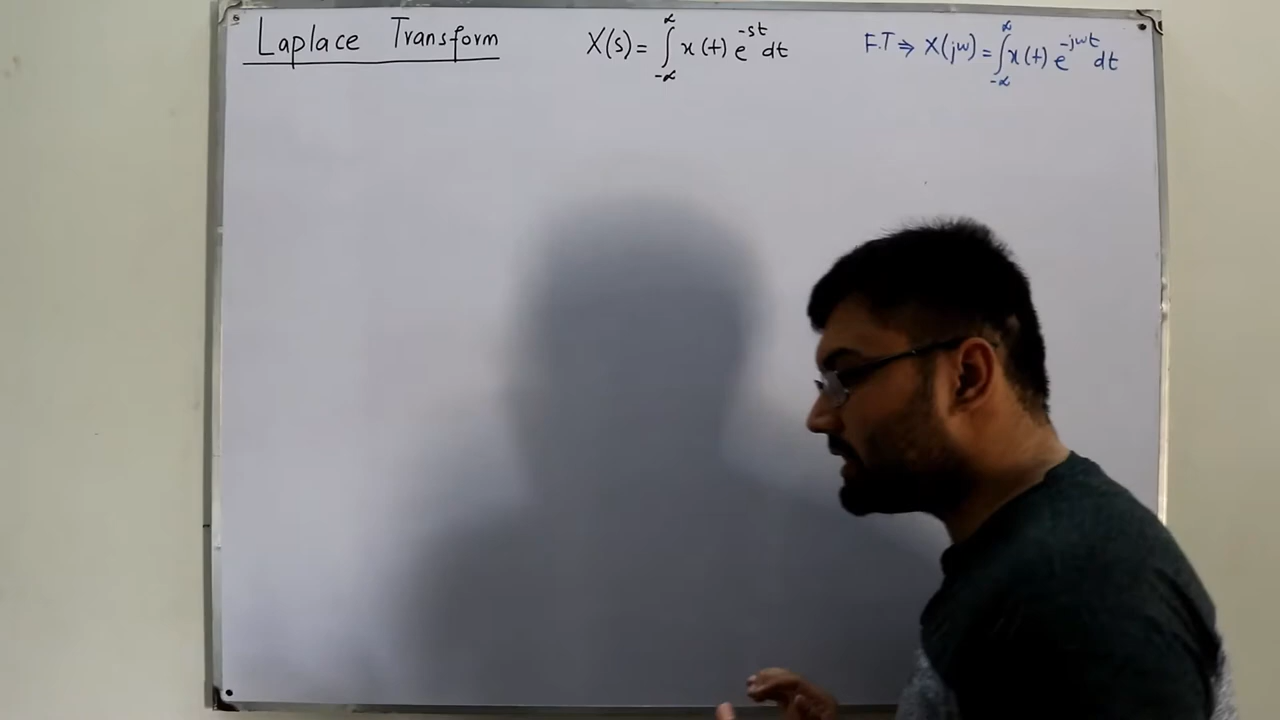 Laplace Transform X(s) = ∫_{-∞}^{∞} x(t) e^{-st} dt F.T ⇒ X(jw) = ∫_{-∞}^{∞} x(t) e^{-jwt} dt